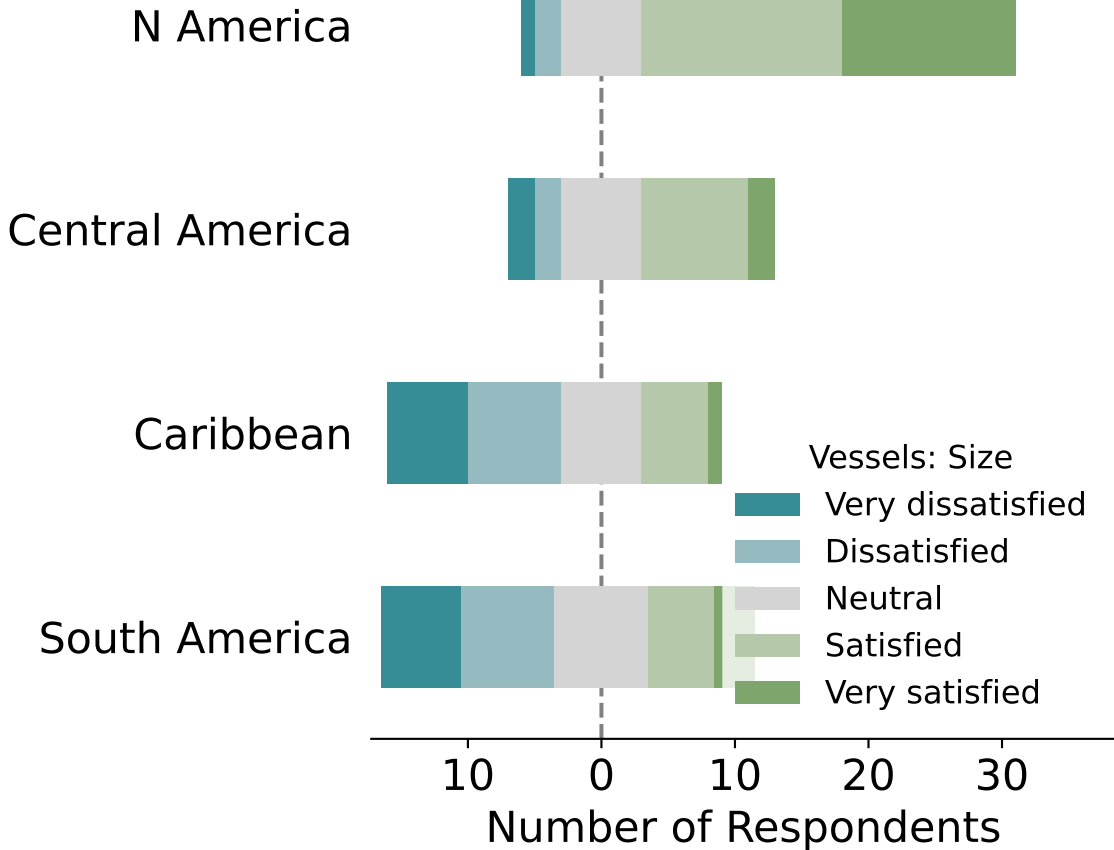 N America
Central America
Caribbean
Vessels: Size
Very dissatisfied
Dissatisfied
Neutral
South America
Satisfied
Very satisfied
10 0 10 20 30
Number of Respondents